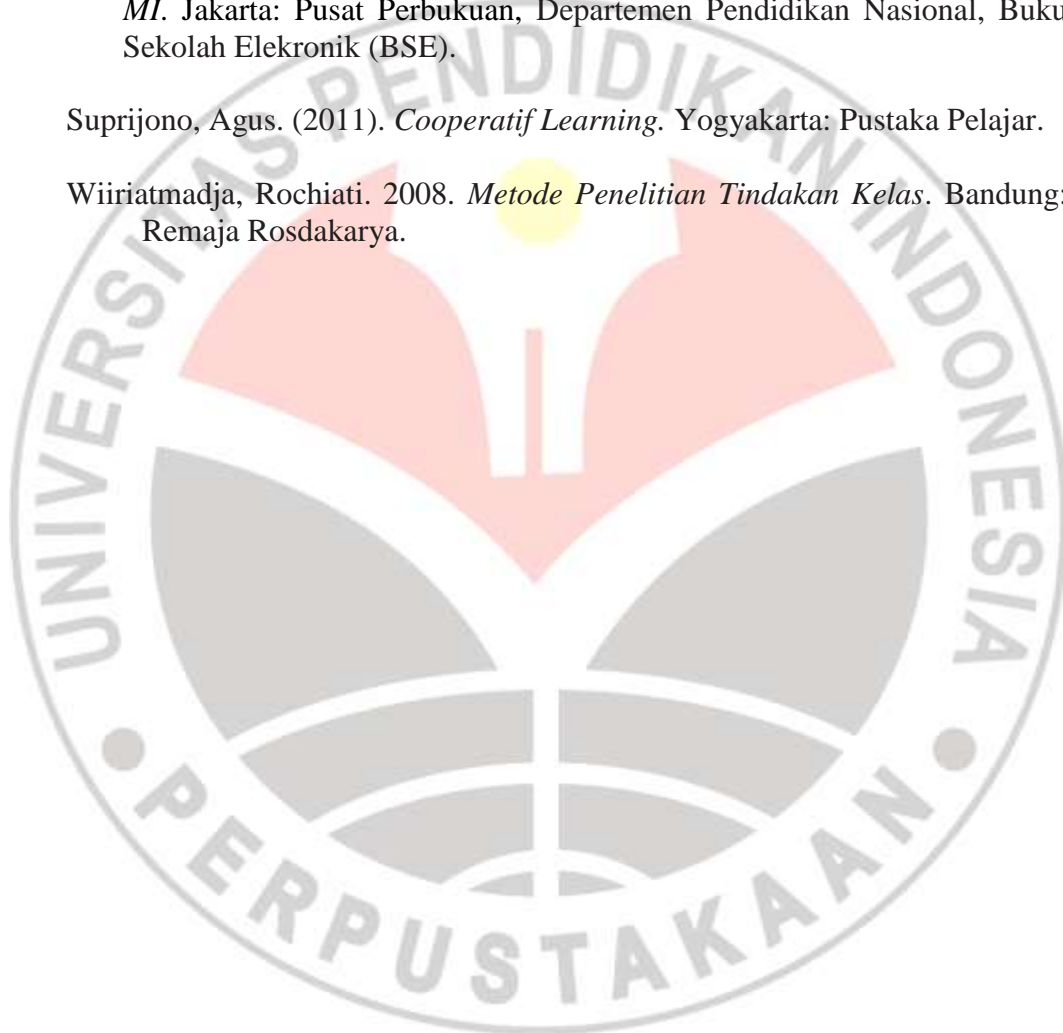 MI. Jakarta: Pusat Perbukuan, Departemen Pendidikan Nasional, Buku
Sekolah Elekronik (BSE).
Suprijono, Agus. (2011). Cooperatif Learning. Yogyakarta: Pustaka Pelajar.
Wiiriatmadja, Rochiati. 2008. Metode Penelitian Tindakan Kelas. Bandung:
Remaja Rosdakarya.
UNIVERSITAS PENDIDIKAN INDONESIA
PERPUSTAKAAN